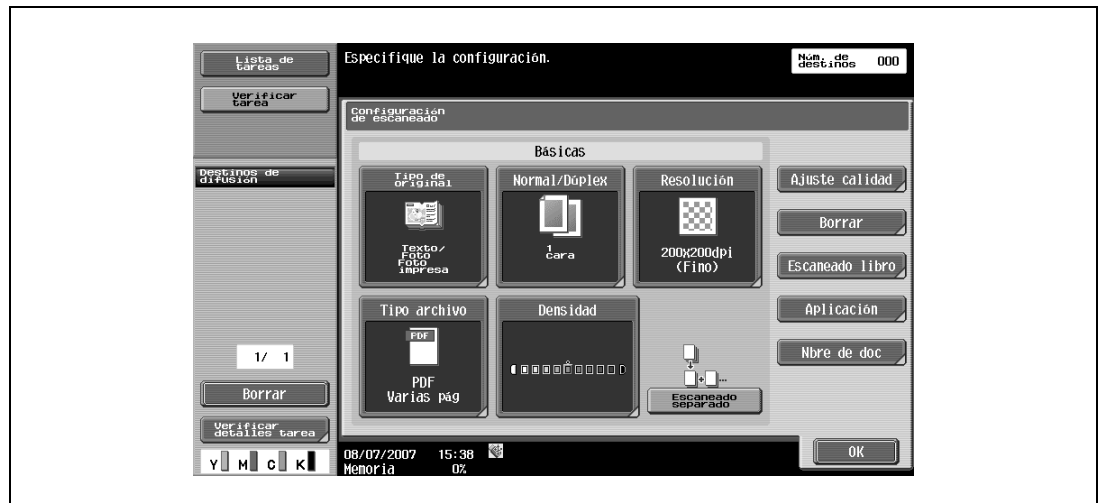 Lista de
tareas
Verificar
tarea
Especifique la configuración.
Núm. de
destinos 000
Configuración
de escaneado
Destinos de
difusión
Básicas
Tipo de
original
Texto/
Foto
Foto
impresa
Normal/Dúplex
1
cara
Resolución
200X200dpi
(Fino)
Ajuste calidad
Borrar
Escaneado libro
Aplicación
Nbre de doc
Tipo archivo
PDF
PDF
Varias pág
Densidad
Escaneado
separado
1/ 1
Borrar
Verificar
detalles tarea
Y M C K
08/07/2007 15:38
Memoria 0%
OK